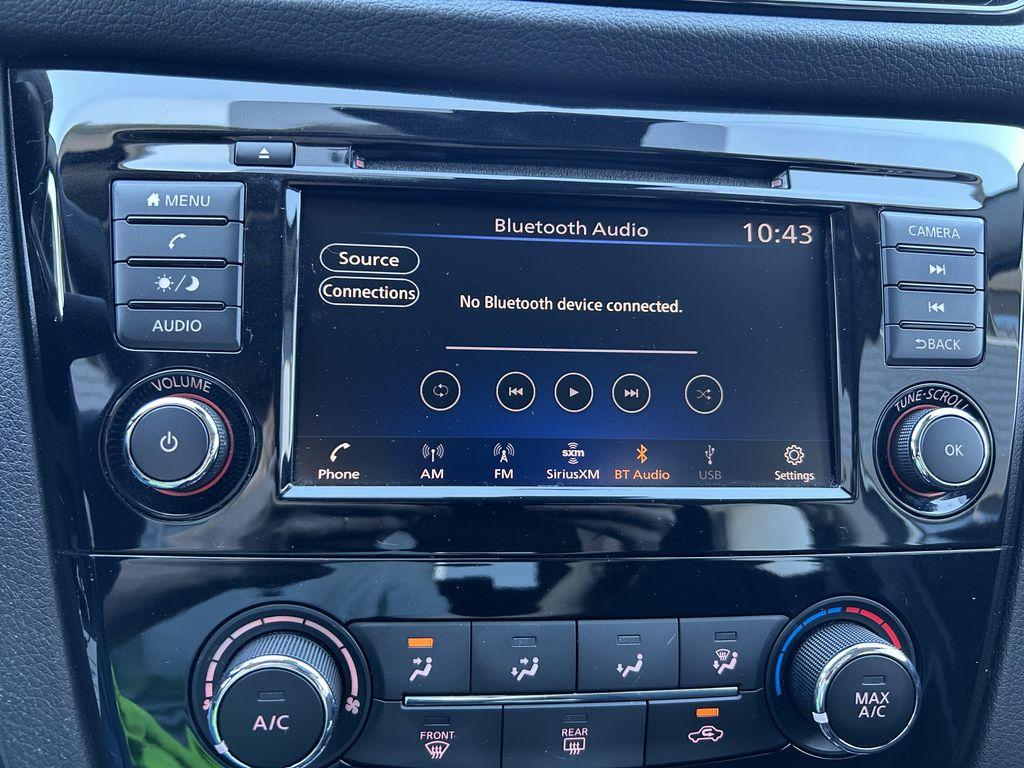 MENU
AUDIO
VOLUME
Bluetooth Audio
10:43
Source
Connections
No Bluetooth device connected.
Phone
AM
FM
sxm
SiriusXM
BT Audio
USB
Settings
CAMERA
BACK
TUNE·SCROLL
OK
A/C
FRONT
REAR
MAX
A/C